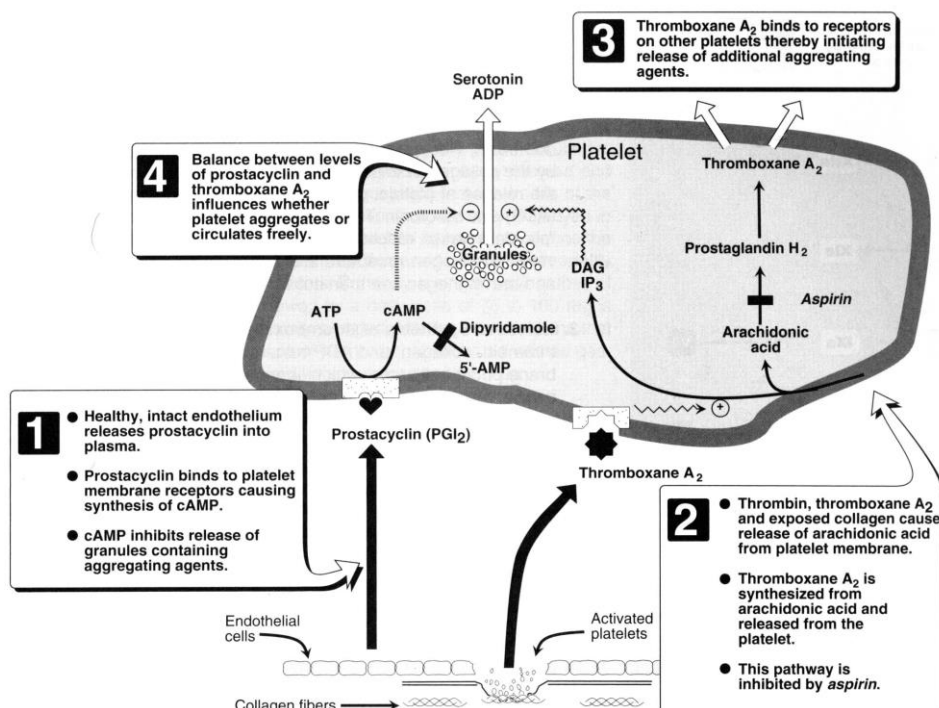 3
Thromboxane A2 binds to receptors
on other platelets thereby initiating
release of additional aggregating
agents.
Serotonin
ADP
Platelet
4
Balance between levels
of prostacyclin and
thromboxane A2
influences whether
platelet aggregates or
circulates freely.
Thromboxane A2
− +
Granules
Prostaglandin H2
DAG
IP3
Aspirin
ATP
cAMP
Dipyridamole
Arachidonic
acid
5'-AMP
1
● Healthy, intact endothelium
releases prostacyclin into
plasma.
● Prostacyclin binds to platelet
membrane receptors causing
synthesis of cAMP.
● cAMP inhibits release of
granules containing
aggregating agents.
+
Prostacyclin (PGI2)
Thromboxane A2
2
● Thrombin, thromboxane A2
and exposed collagen cause
release of arachidonic acid
from platelet membrane.
● Thromboxane A2 is
synthesized from
arachidonic acid and
released from the
platelet.
● This pathway is
inhibited by aspirin.
Endothelial
cells
Activated
platelets
Collagen fibers